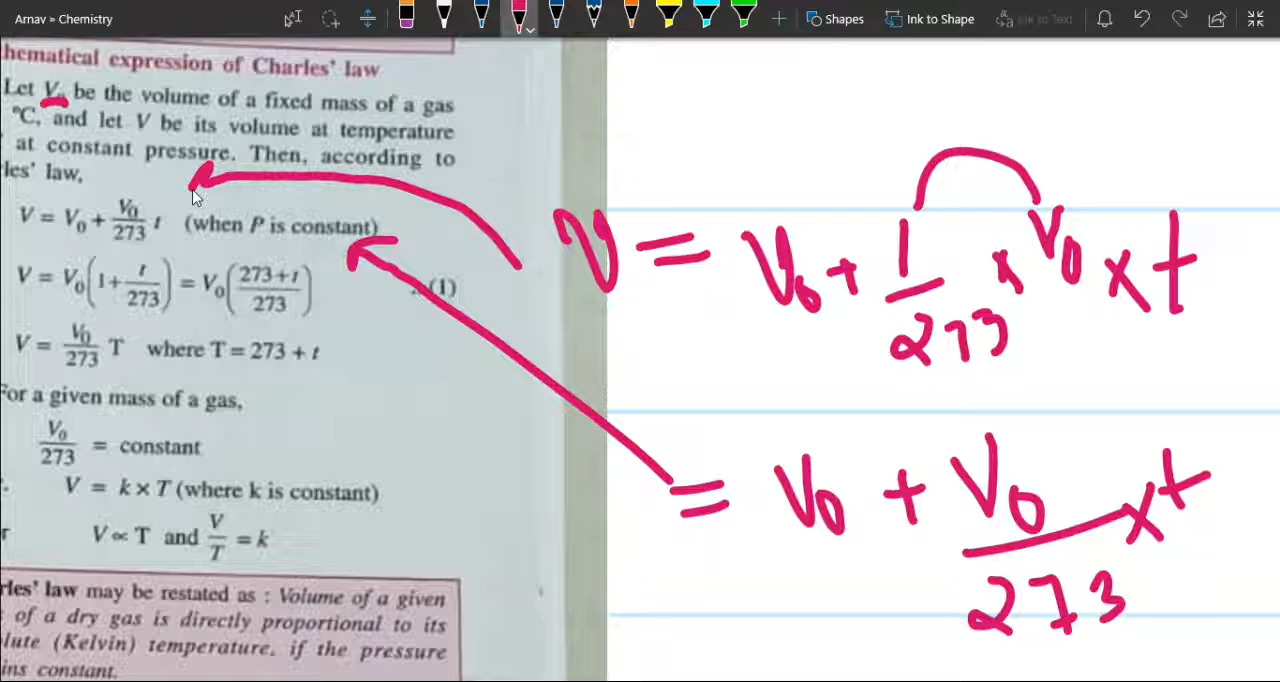 Arnav » Chemistry
Shapes
Ink to Shape
Ink to Text
hematical expression of Charles' law
Let V₀ be the volume of a fixed mass of a gas
°C, and let V be its volume at temperature
at constant pressure. Then, according to
les' law,
V = V₀ + V₀/273 t (when P is constant)
V = V₀(1 + t/273) = V₀(273+t/273) ...(1)
V = V₀/273 T where T = 273 + t
For a given mass of a gas,
V₀/273 = constant
V = k × T (where k is constant)
r V ∝ T and V/T = k
rles' law may be restated as : Volume of a given
of a dry gas is directly proportional to its
lute (Kelvin) temperature, if the pressure
ins constant.
V = V₀ + 1/273 × V₀ × t
= V₀ + V₀/273 × t